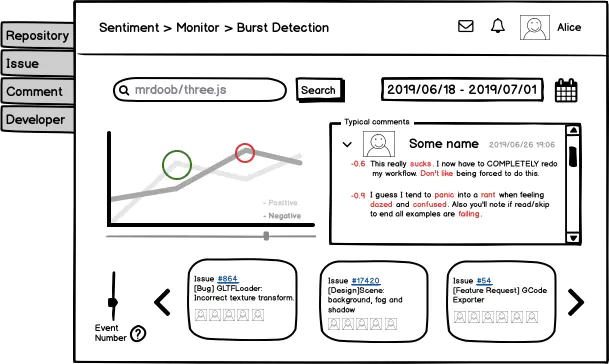 Repository
Issue
Comment
Developer
Sentiment > Monitor > Burst Detection
Alice
mrdoob/three.js
Search
2019/06/18 - 2019/07/01
- Positive
- Negative
Typical comments
Some name 2019/06/26 19:06
-0.6 This really sucks. I now have to COMPLETELY redo
my workflow. Don't like being forced to do this.
-0.9 I guess I tend to panic into a rant when feeling
dazed and confused. Also you'll note if read/skip
to end all examples are failing.
Event
Number ?
Issue #864
[Bug] GLTFLoader:
Incorrect texture transform.
Issue #17420
[Design]Scene:
background, fog and
shadow
Issue #54
[Feature Request] GCode
Exporter